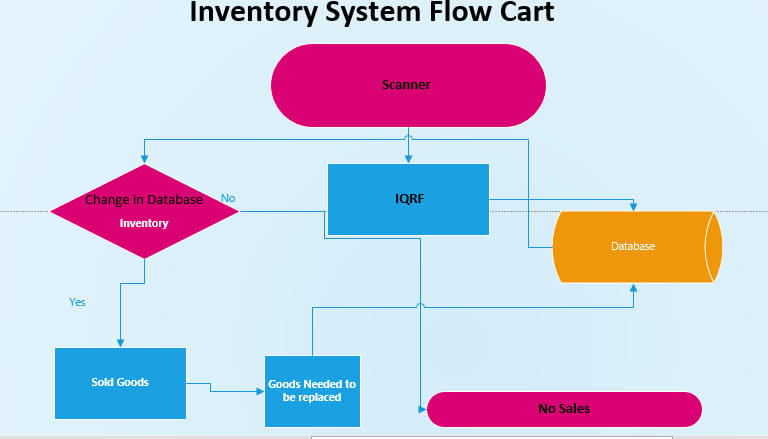 Inventory System Flow Cart
Scanner
Change in Database
Inventory
No
IQRF
Database
Yes
Sold Goods
Goods Needed to
be replaced
No Sales